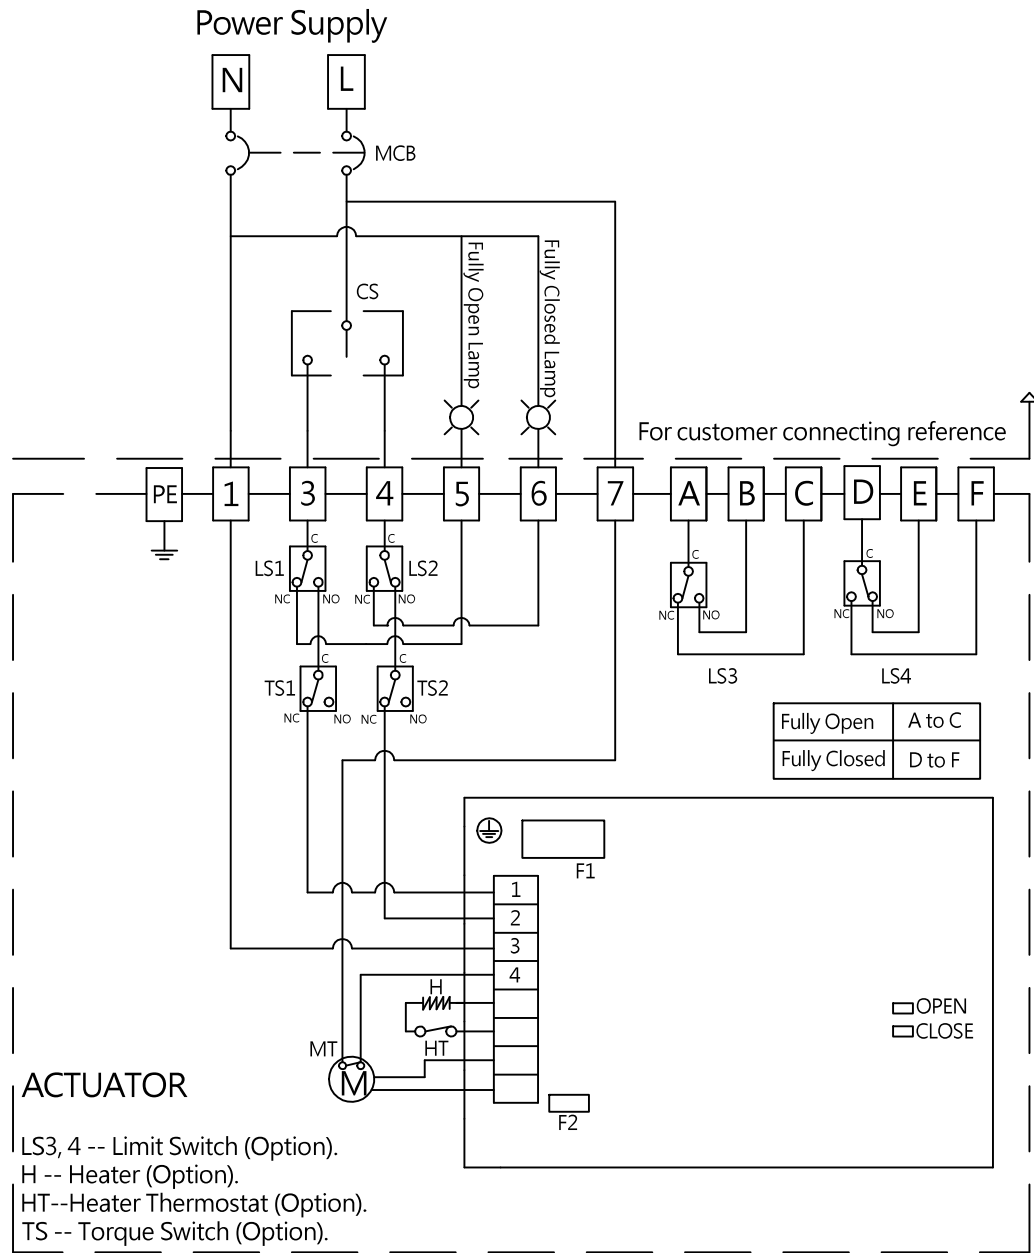 Power Supply
N L
MCB
CS
Fully Open Lamp
Fully Closed Lamp
For customer connecting reference
PE 1 3 4 5 6 7 A B C D E F
C C C C
LS1 LS2
NC NO NC NO NC NO NC NO
C C
TS1 TS2 LS3 LS4
NC NO NC NO
Fully Open A to C
Fully Closed D to F
F1
1
2
3
4
H
HT
MT
M
OPEN
CLOSE
F2
ACTUATOR
LS3, 4 -- Limit Switch (Option).
H -- Heater (Option).
HT--Heater Thermostat (Option).
TS -- Torque Switch (Option).